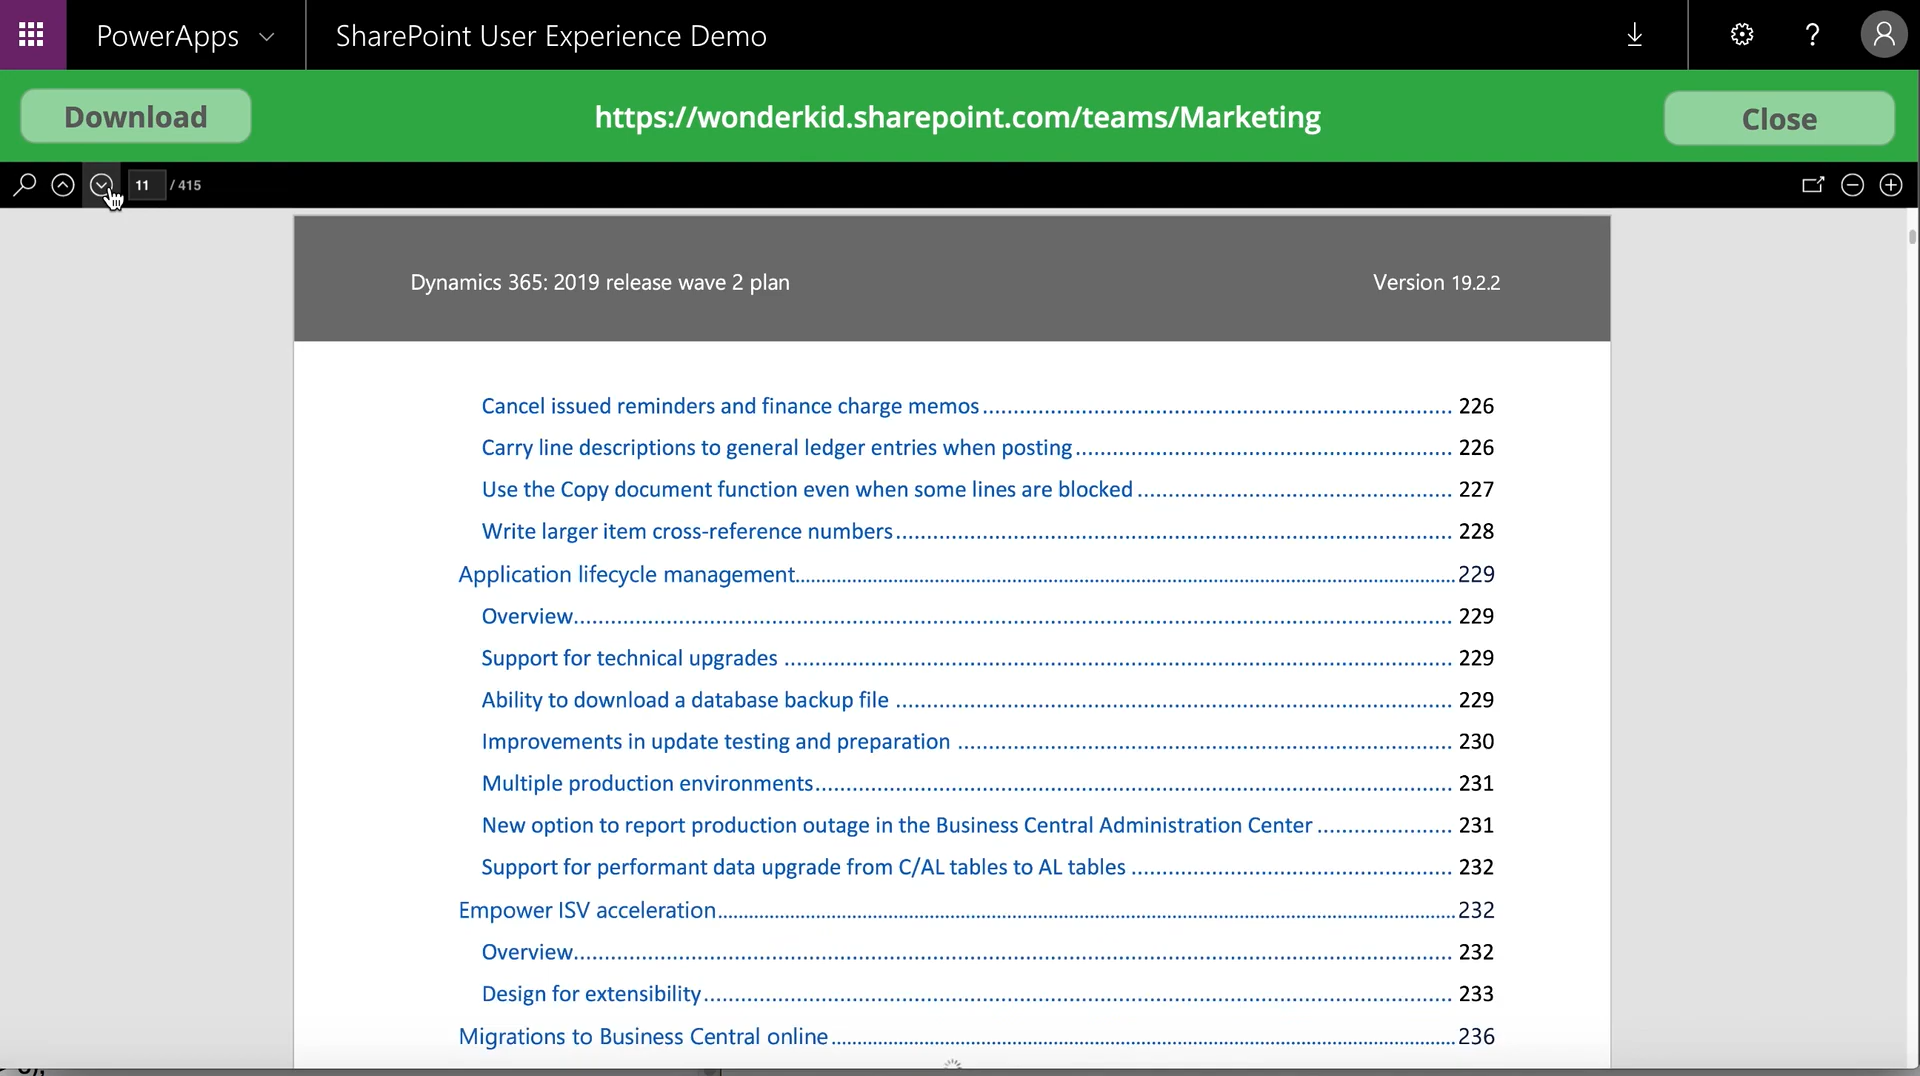 PowerApps SharePoint User Experience Demo ?
Download https://wonderkid.sharepoint.com/teams/Marketing Close
11 / 415
Dynamics 365: 2019 release wave 2 plan Version 19.2.2
Cancel issued reminders and finance charge memos 226
Carry line descriptions to general ledger entries when posting 226
Use the Copy document function even when some lines are blocked 227
Write larger item cross-reference numbers 228
Application lifecycle management 229
Overview 229
Support for technical upgrades 229
Ability to download a database backup file 229
Improvements in update testing and preparation 230
Multiple production environments 231
New option to report production outage in the Business Central Administration Center 231
Support for performant data upgrade from C/AL tables to AL tables 232
Empower ISV acceleration 232
Overview 232
Design for extensibility 233
Migrations to Business Central online 236